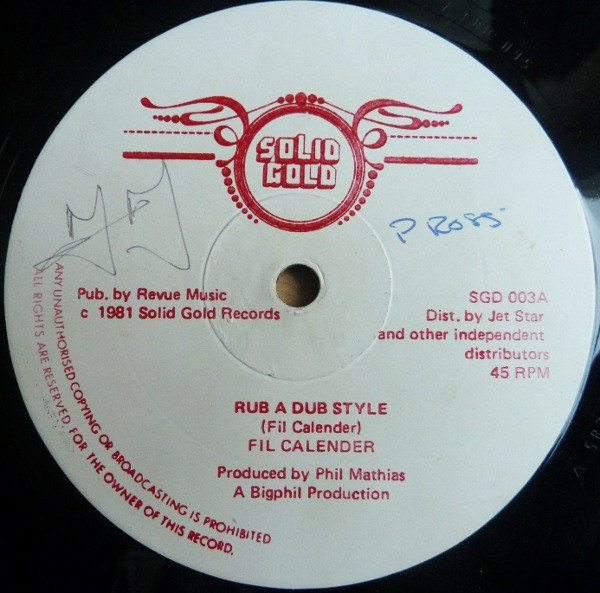 SOLID
GOLD
P ROSS
Pub. by Revue Music
c 1981 Solid Gold Records
SGD 003A
Dist. by Jet Star
and other independent
distributors
45 RPM
RUB A DUB STYLE
(Fil Calender)
FIL CALENDER
Produced by Phil Mathias
A Bigphil Production
ANY UNAUTHORISED COPYING OR BROADCASTING IS PROHIBITED
ALL RIGHTS ARE RESERVED, FOR THE OWNER OF THIS RECORD.